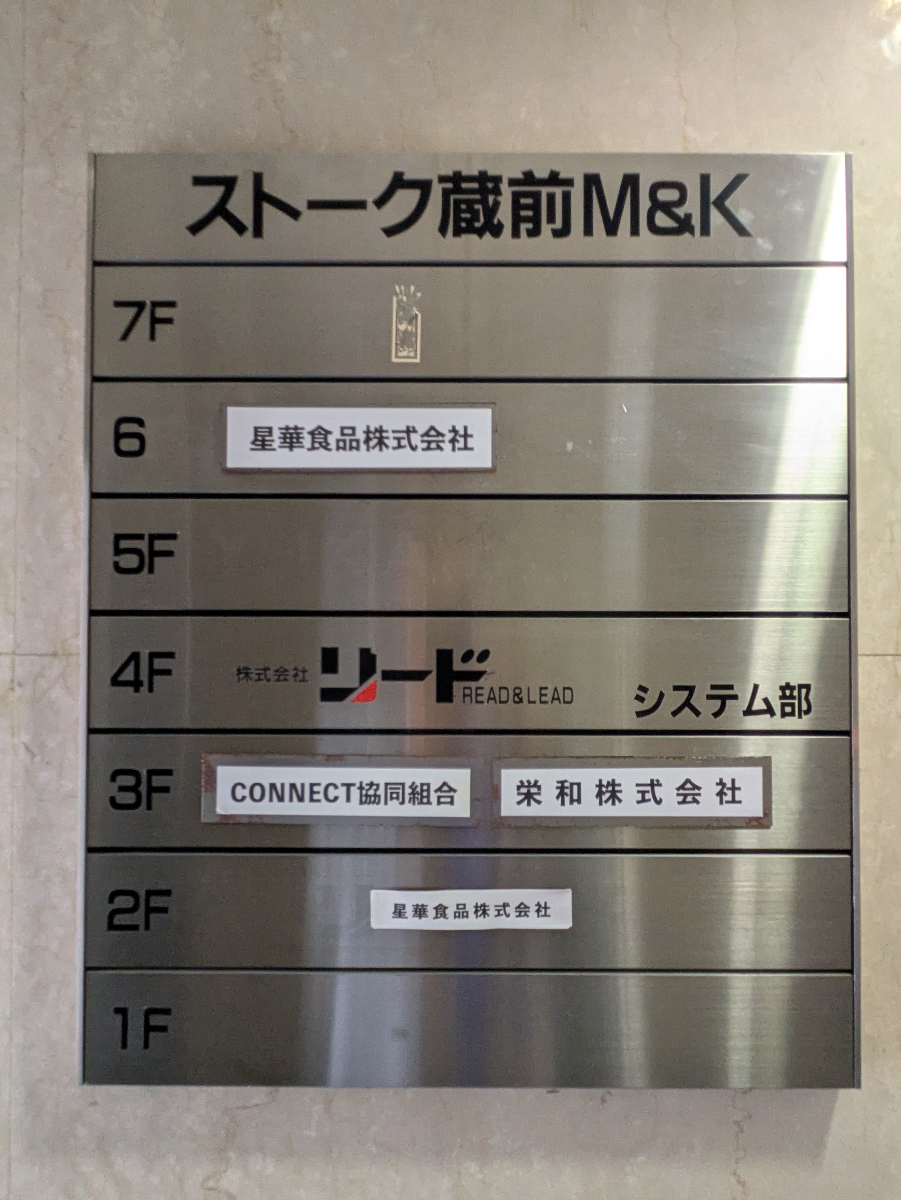 ストーク蔵前M&K
7F
6 星華食品株式会社
5F
4F 株式会社 リード READ&LEAD システム部
3F CONNECT協同組合 栄和株式会社
2F 星華食品株式会社
1F